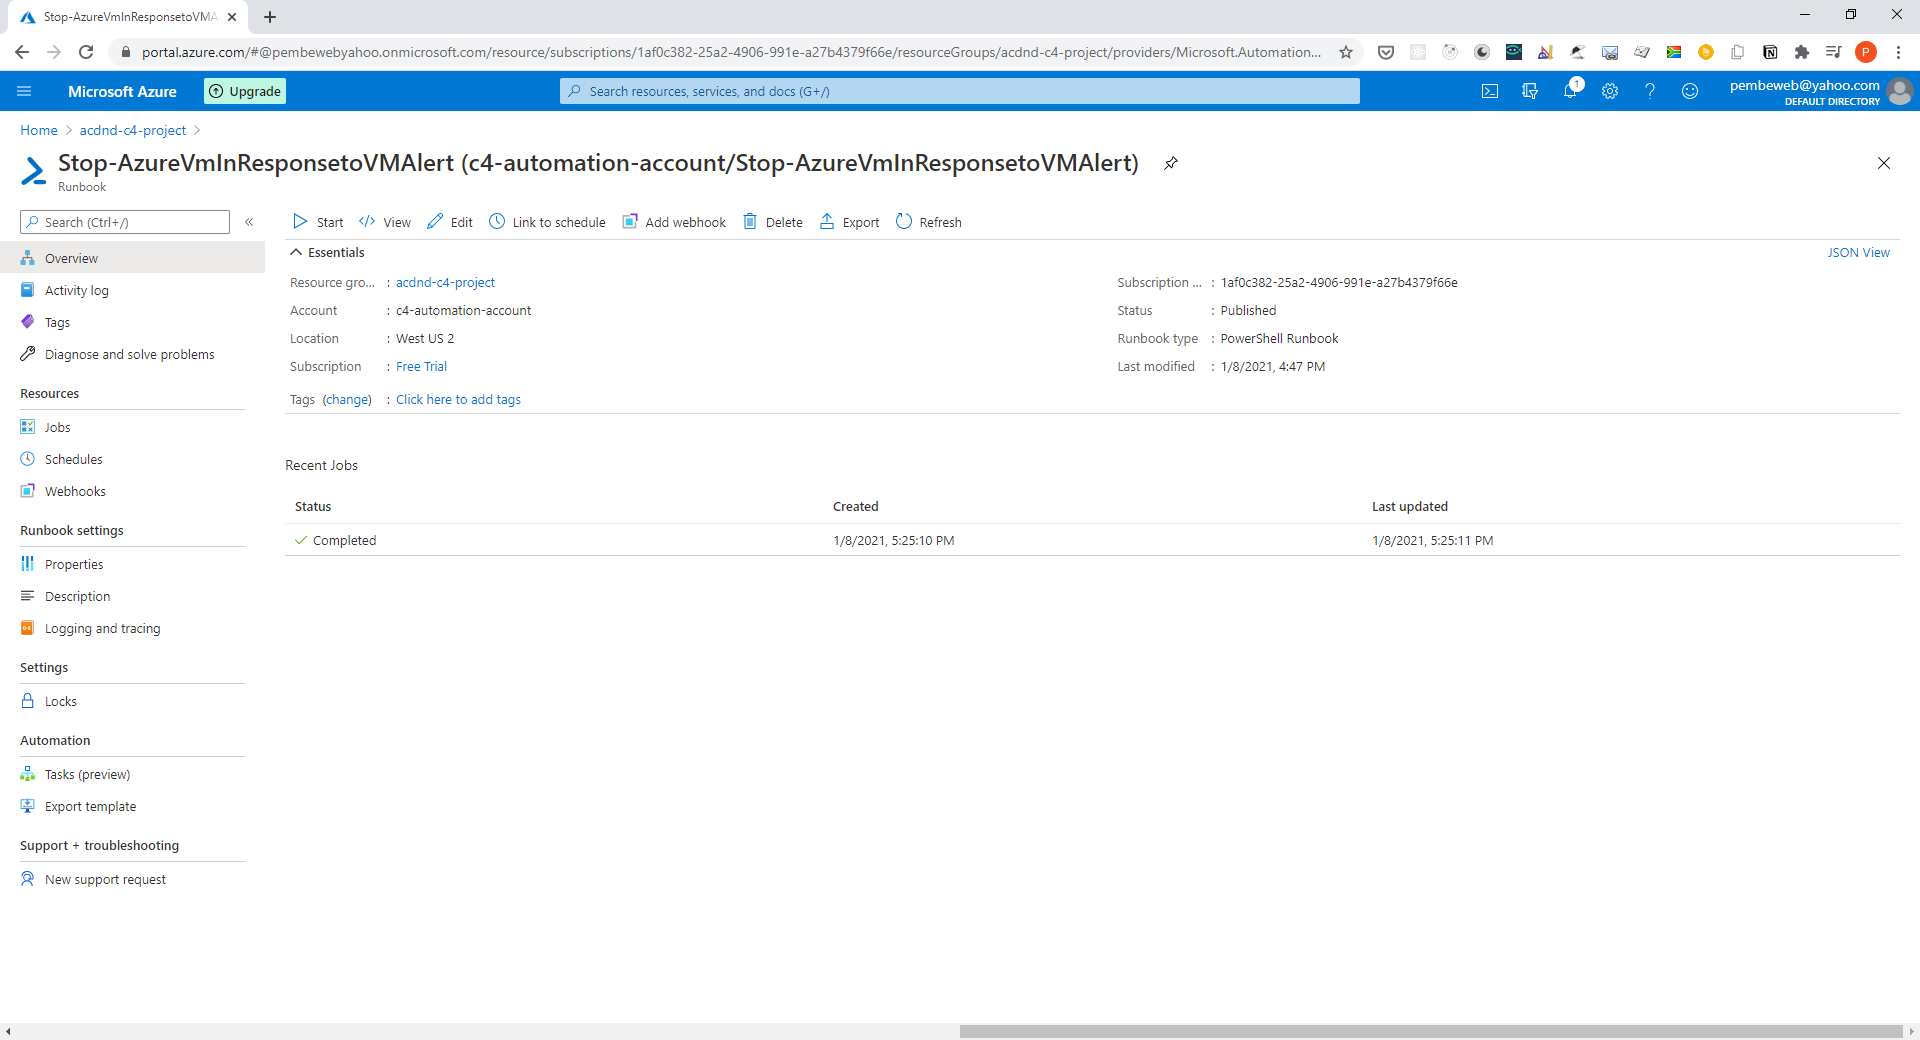 Stop-AzureVmInResponsetoVMA
portal.azure.com/#@pembewebyahoo.onmicrosoft.com/resource/subscriptions/1af0c382-25a2-4906-991e-a27b4379f66e/resourceGroups/acdnd-c4-project/providers/Microsoft.Automation...
P
Microsoft Azure
Upgrade
Search resources, services, and docs (G+/)
1
pembeweb@yahoo.com
DEFAULT DIRECTORY
Home > acdnd-c4-project >
Stop-AzureVmInResponsetoVMAlert (c4-automation-account/Stop-AzureVmInResponsetoVMAlert)
Runbook
Search (Ctrl+/)
«
Start View Edit Link to schedule Add webhook Delete Export Refresh
Overview
Activity log
Tags
Diagnose and solve problems
Resources
Jobs
Schedules
Webhooks
Runbook settings
Properties
Description
Logging and tracing
Settings
Locks
Automation
Tasks (preview)
Export template
Support + troubleshooting
New support request
Essentials
JSON View
Resource gro... : acdnd-c4-project
Account : c4-automation-account
Location : West US 2
Subscription : Free Trial
Subscription ... : 1af0c382-25a2-4906-991e-a27b4379f66e
Status : Published
Runbook type : PowerShell Runbook
Last modified : 1/8/2021, 4:47 PM
Tags (change) : Click here to add tags
Recent Jobs
Status Created Last updated
Completed 1/8/2021, 5:25:10 PM 1/8/2021, 5:25:11 PM